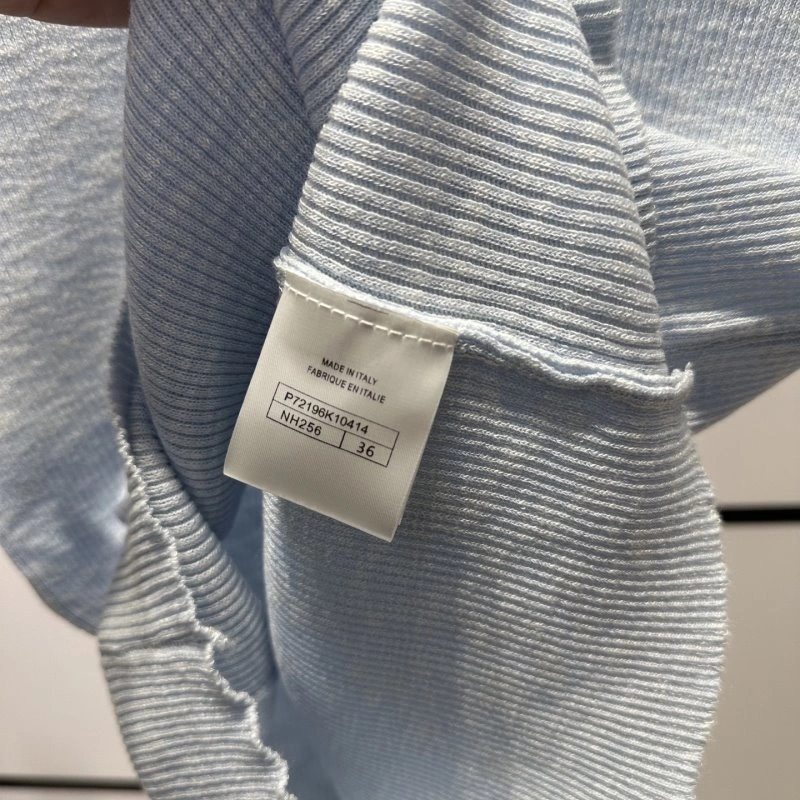 MADE IN ITALY
FABRIQUE EN ITALIE
P72196K10414
NH256 36